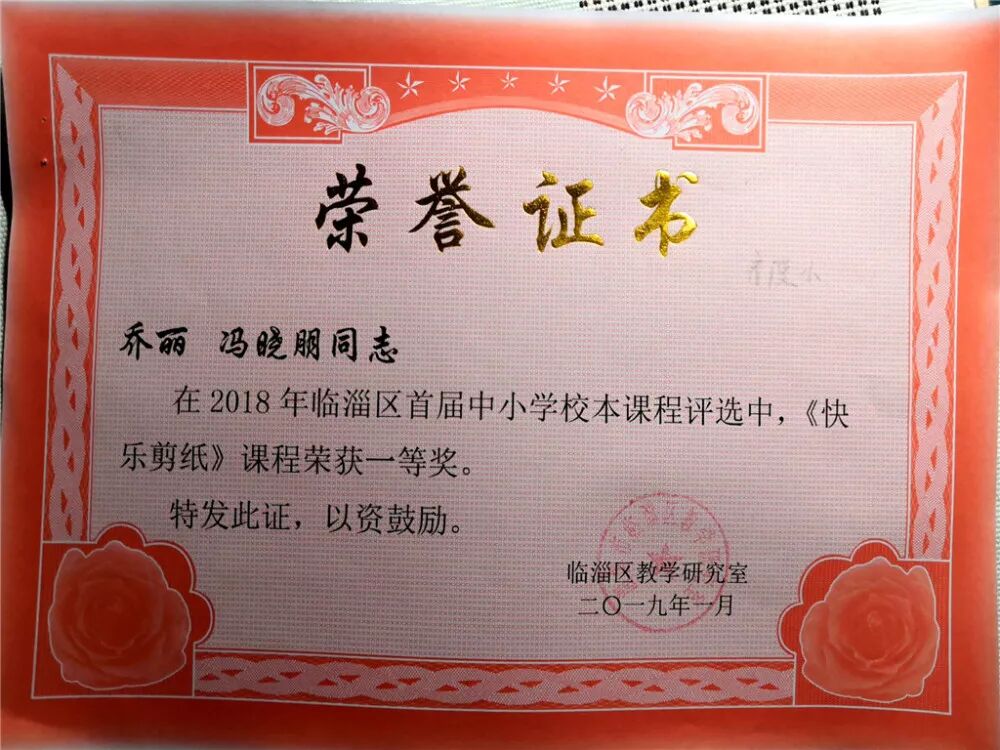 荣誉证书
乔丽 冯晓朋同志
在2018年临淄区首届中小学校本课程评选中，《快
乐剪纸》课程荣获一等奖。
特发此证，以资鼓励。
临淄区教学研究室
二〇一九年一月